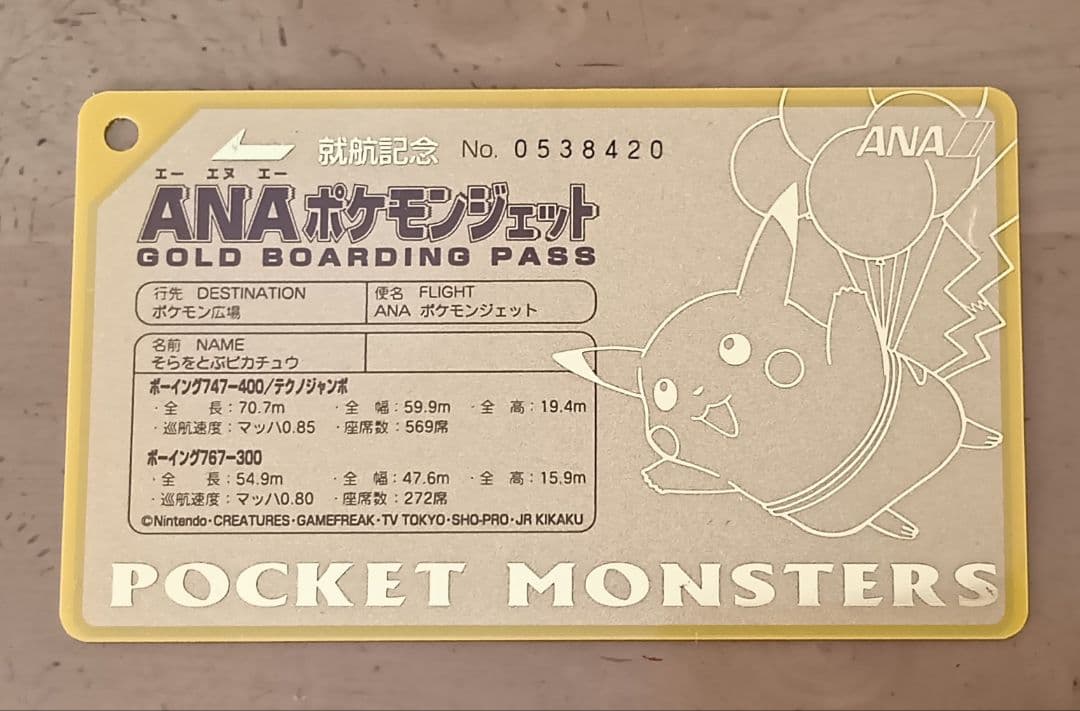 就航記念 No. 0538420
ANA
エー エヌ エー
ANAポケモンジェット
GOLD BOARDING PASS
行先 DESTINATION
ポケモン広場
便名 FLIGHT
ANA ポケモンジェット
名前 NAME
そらをとぶピカチュウ
ボーイング747-400/テクノジャンボ
・全 長：70.7m ・全 幅：59.9m ・全 高：19.4m
・巡航速度：マッハ0.85 ・座席数：569席
ボーイング767-300
・全 長：54.9m ・全 幅：47.6m ・全 高：15.9m
・巡航速度：マッハ0.80 ・座席数：272席
©Nintendo・CREATURES・GAMEFREAK・TV TOKYO・SHO-PRO・JR KIKAKU
POCKET MONSTERS